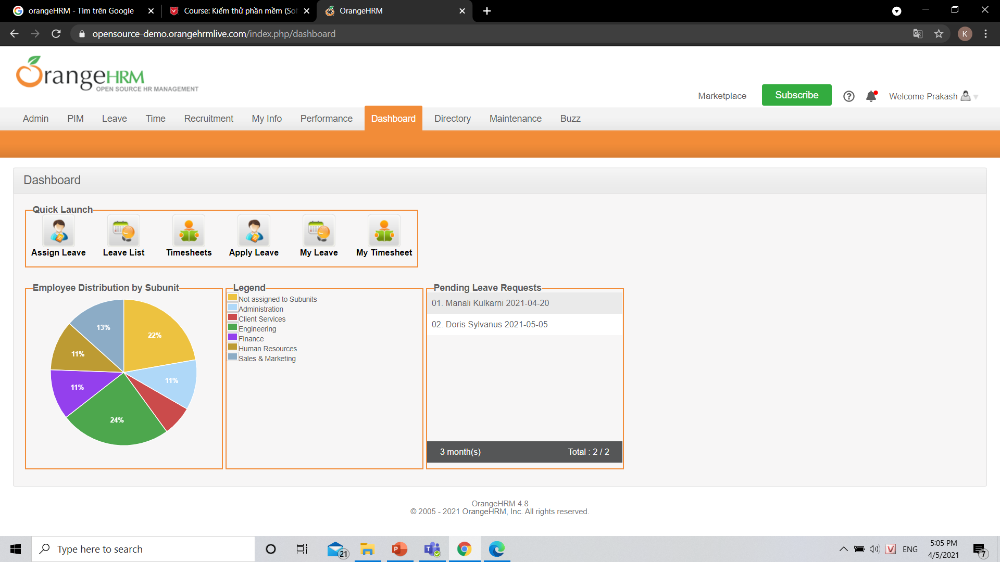 orangeHRM - Tìm trên Google
Course: Kiểm thử phần mềm (Sof
OrangeHRM
opensource-demo.orangehrmlive.com/index.php/dashboard
K
OrangeHRM
OPEN SOURCE HR MANAGEMENT
Marketplace
Subscribe
Welcome Prakash
Admin
PIM
Leave
Time
Recruitment
My Info
Performance
Dashboard
Directory
Maintenance
Buzz
Dashboard
Quick Launch
Assign Leave
Leave List
Timesheets
Apply Leave
My Leave
My Timesheet
Employee Distribution by Subunit
13%
22%
11%
11%
11%
24%
Legend
Not assigned to Subunits
Administration
Client Services
Engineering
Finance
Human Resources
Sales & Marketing
Pending Leave Requests
01. Manali Kulkarni 2021-04-20
02. Doris Sylvanus 2021-05-05
3 month(s)
Total : 2 / 2
OrangeHRM 4.8
© 2005 - 2021 OrangeHRM, Inc. All rights reserved.
Type here to search
21
ENG
5:05 PM
4/5/2021
7